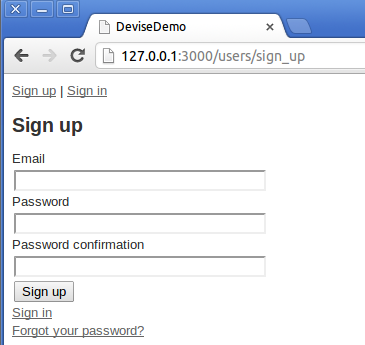 DeviseDemo
127.0.0.1:3000/users/sign_up
Sign up | Sign in
Sign up
Email
Password
Password confirmation
Sign up
Sign in
Forgot your password?